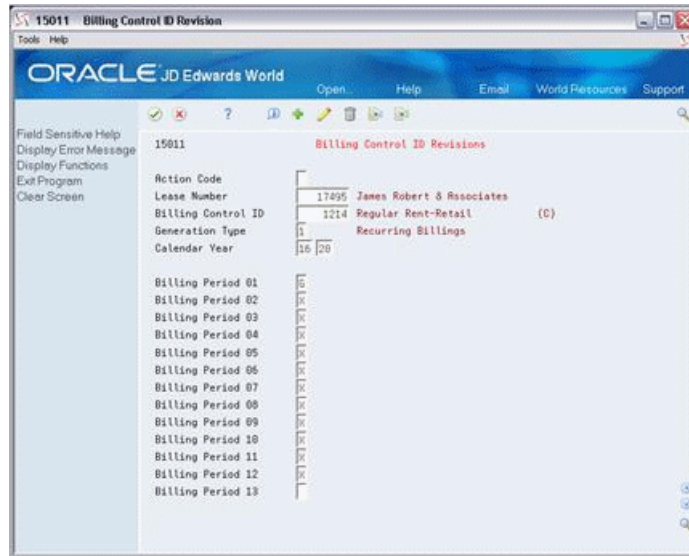 15011 Billing Control ID Revision
Tools Help
ORACLE JD Edwards World
Open... Help Email World Resources Support
Field Sensitive Help
Display Error Message
Display Functions
Exit Program
Clear Screen
15011 Billing Control ID Revisions
Action Code
Lease Number 17495 James Robert & Associates
Billing Control ID 1214 Regular Rent-Retail (C)
Generation Type 1 Recurring Billings
Calendar Year 16 20
Billing Period 01 G
Billing Period 02 X
Billing Period 03 X
Billing Period 04 X
Billing Period 05 X
Billing Period 06 X
Billing Period 07 X
Billing Period 08 X
Billing Period 09 X
Billing Period 10 X
Billing Period 11 X
Billing Period 12 X
Billing Period 13